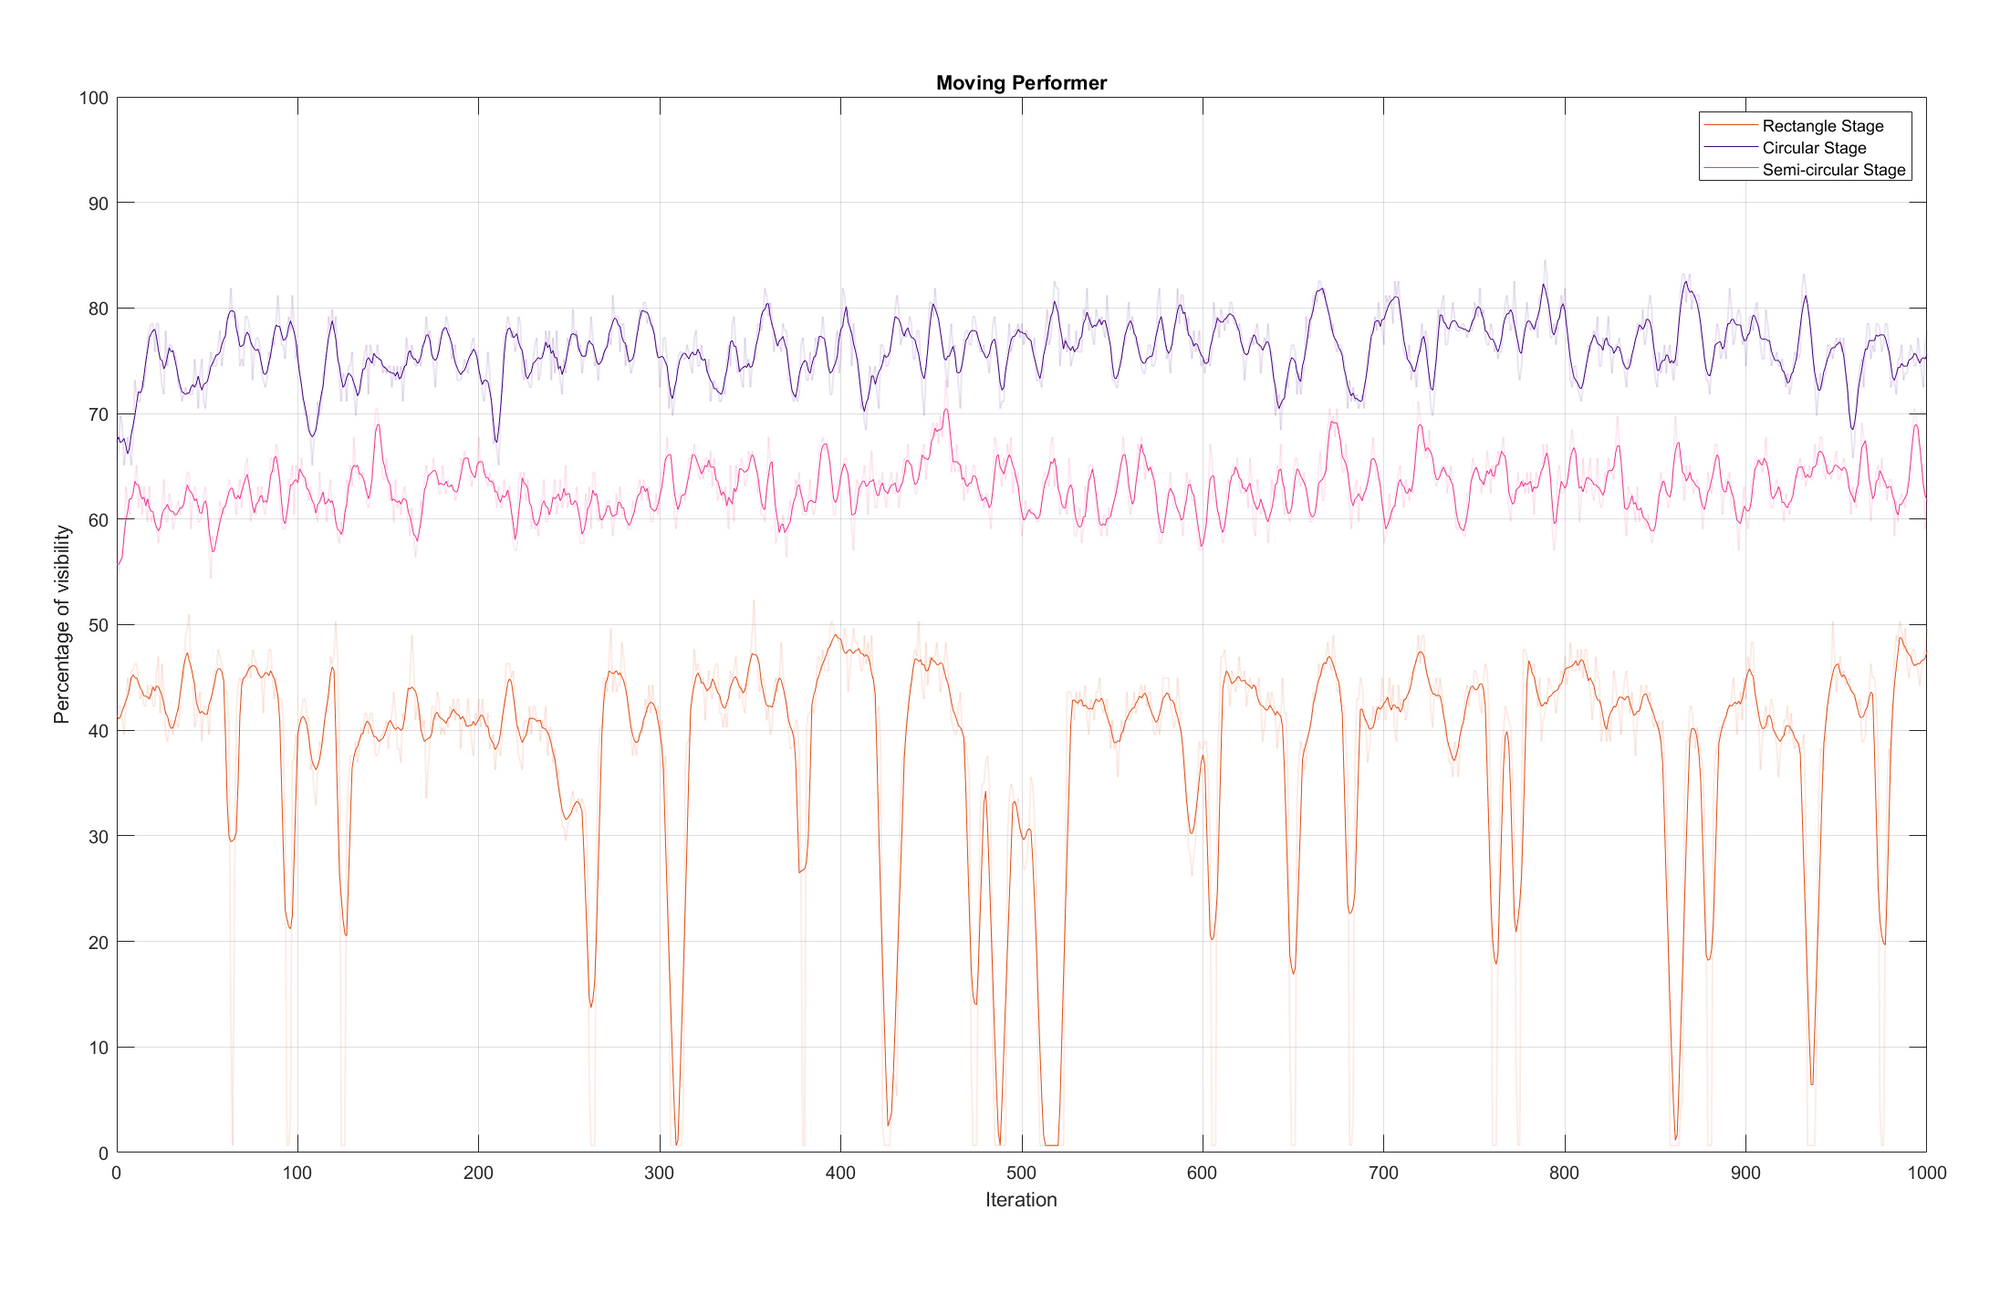 Moving Performer
100
90
80
70
60
50
40
30
20
10
0
Percentage of visibility
Rectangle Stage
Circular Stage
Semi-circular Stage
0 100 200 300 400 500 600 700 800 900 1000
Iteration